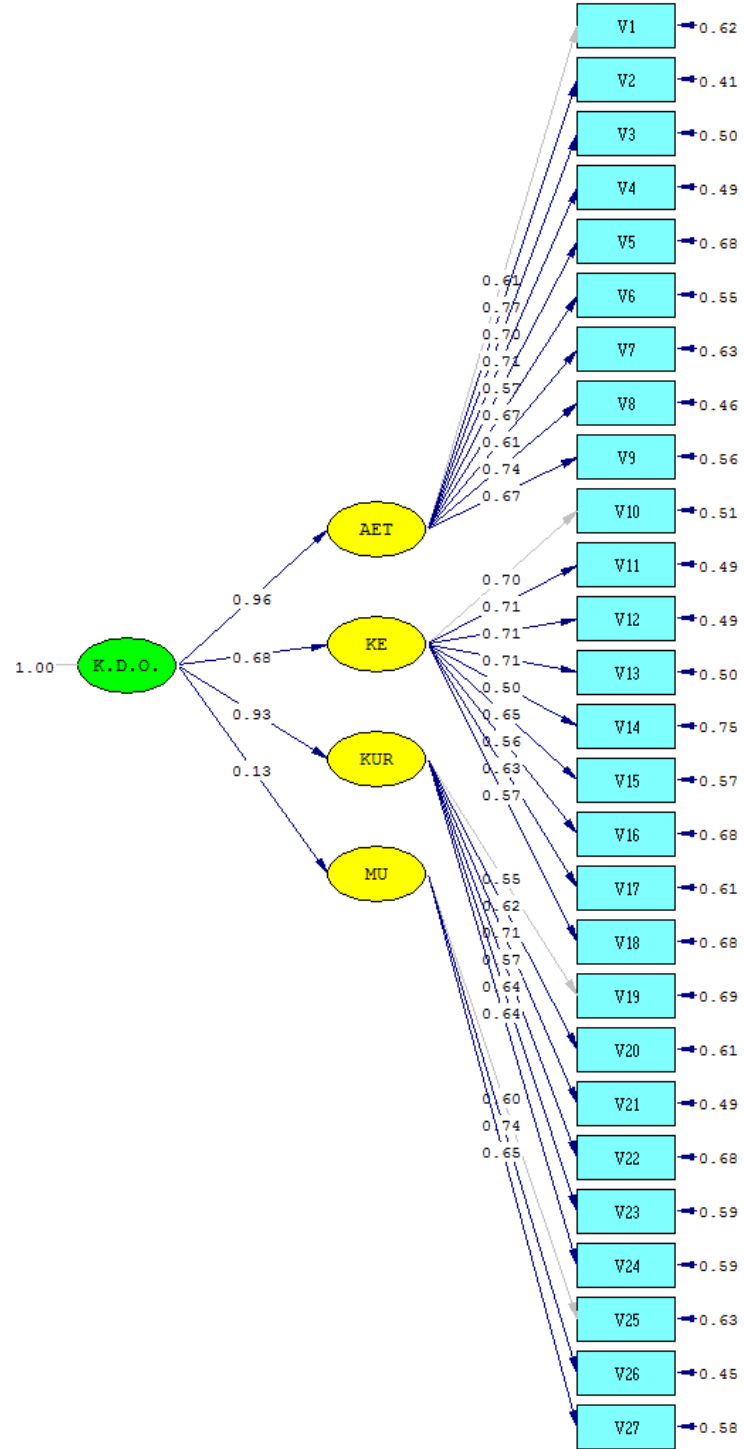 V1 0.62
V2 0.41
V3 0.50
V4 0.49
V5 0.68
V6 0.55
V7 0.63
V8 0.46
V9 0.56
V10 0.51
V11 0.49
V12 0.49
V13 0.50
V14 0.75
V15 0.57
V16 0.68
V17 0.61
V18 0.68
V19 0.69
V20 0.61
V21 0.49
V22 0.68
V23 0.59
V24 0.59
V25 0.63
V26 0.45
V27 0.58
0.61
0.77
0.70
0.71
0.57
0.67
0.61
0.74
0.67
AET
0.70
0.71
0.71
0.71
0.50
0.65
0.56
0.63
0.57
KE
0.55
0.62
0.71
0.57
0.64
0.64
KUR
0.60
0.74
0.65
MU
0.96
0.68
0.93
0.13
1.00 K.D.O.